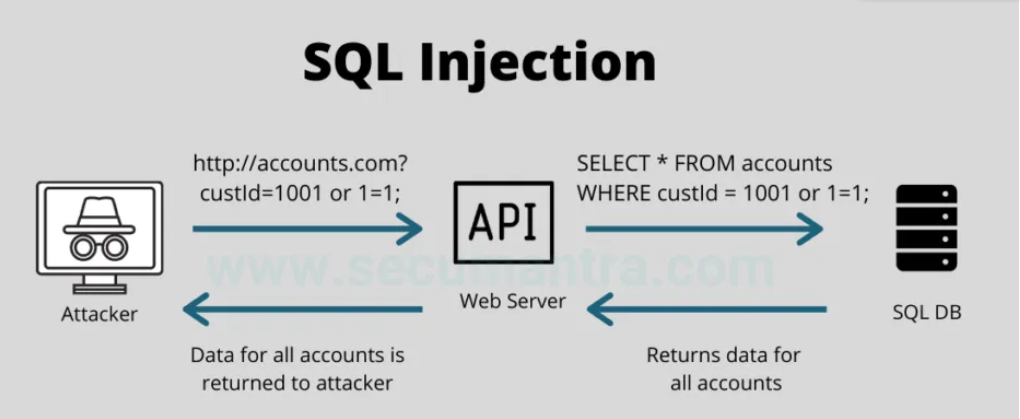 SQL Injection
http://accounts.com?
custId=1001 or 1=1;
SELECT * FROM accounts
WHERE custId = 1001 or 1=1;
API
www.secumantra.com
Attacker
Web Server
SQL DB
Data for all accounts is
returned to attacker
Returns data for
all accounts